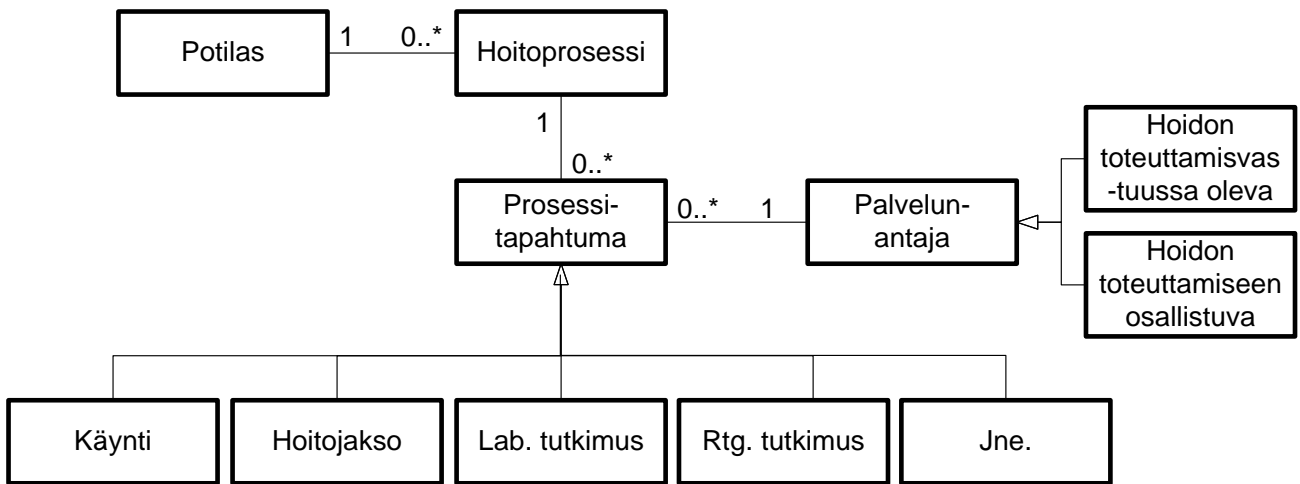 Potilas
1
0..*
Hoitoprosessi
1
0..*
Prosessi-
tapahtuma
0..*
1
Palvelun-
antaja
Hoidon
toteuttamisvas
-tuussa oleva
Hoidon
toteuttamiseen
osallistuva
Käynti
Hoitojakso
Lab. tutkimus
Rtg. tutkimus
Jne.